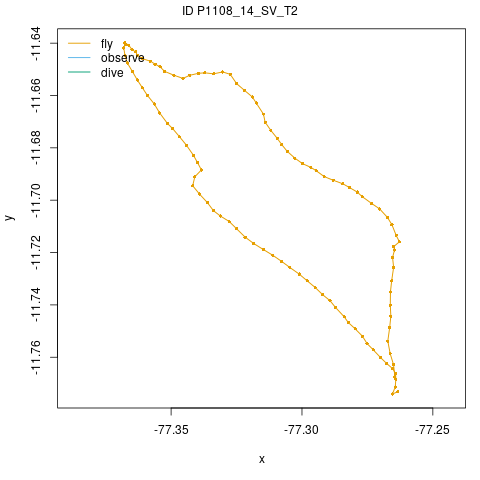 ID P1108_14_SV_T2
fly
observe
dive
-11.64
-11.66
-11.68
-11.70
-11.72
-11.74
-11.76
y
-77.35
-77.30
-77.25
x